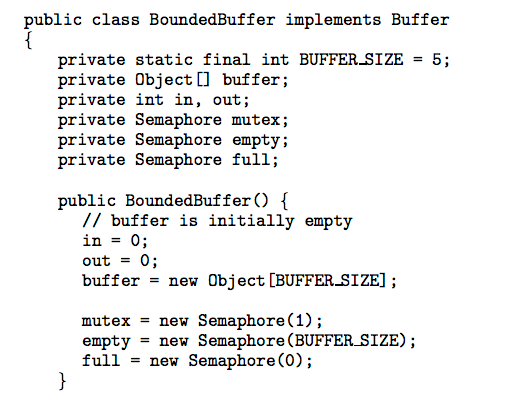 public class BoundedBuffer implements Buffer
{
private static final int BUFFER_SIZE = 5;
private Object[] buffer;
private int in, out;
private Semaphore mutex;
private Semaphore empty;
private Semaphore full;
public BoundedBuffer() {
// buffer is initially empty
in = 0;
out = 0;
buffer = new Object[BUFFER_SIZE];
mutex = new Semaphore(1);
empty = new Semaphore(BUFFER_SIZE);
full = new Semaphore(0);
}